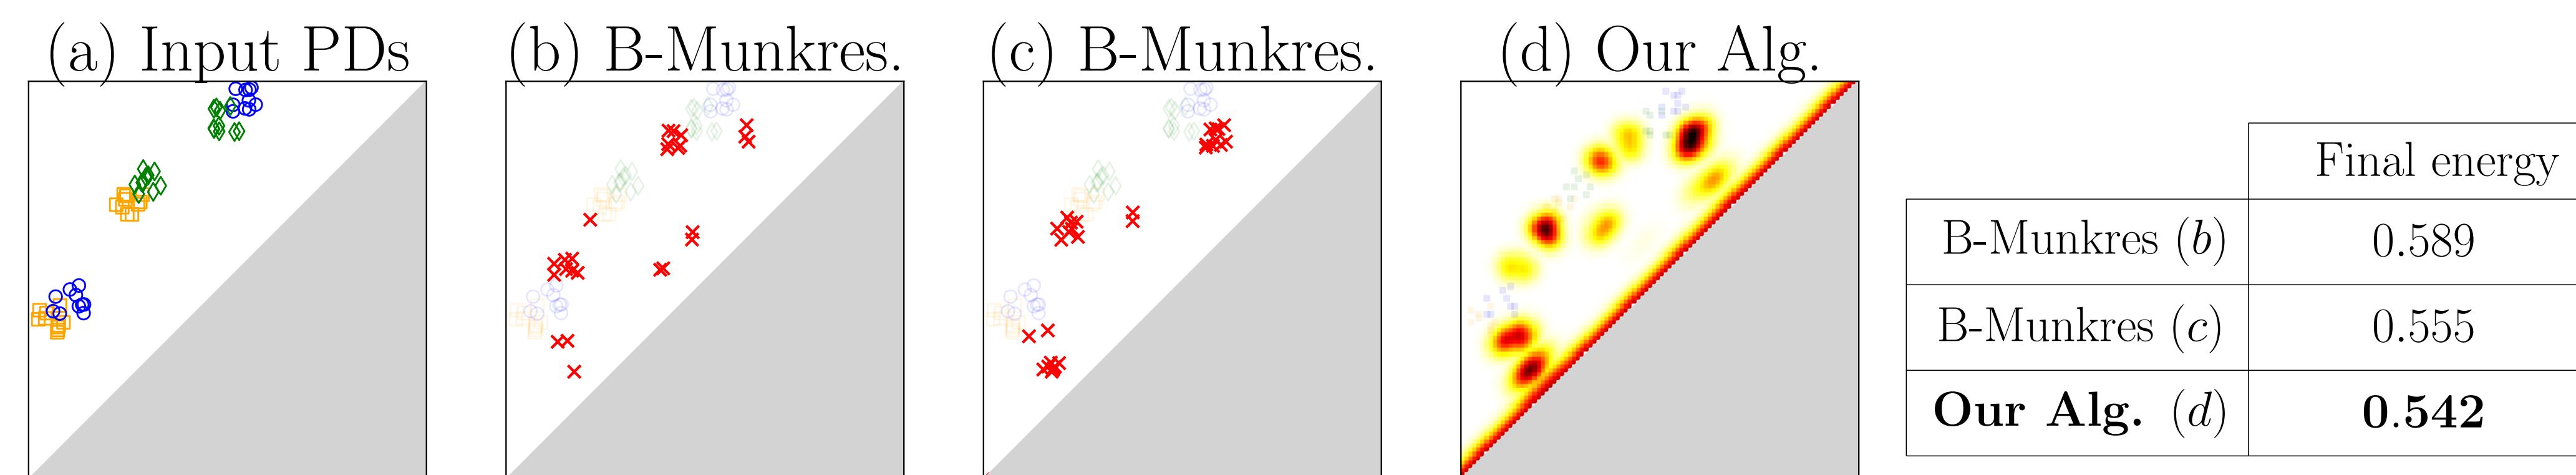 (a) Input PDs
(b) B-Munkres.
(c) B-Munkres.
(d) Our Alg.
Final energy
B-Munkres (b) 0.589
B-Munkres (c) 0.555
Our Alg. (d) 0.542